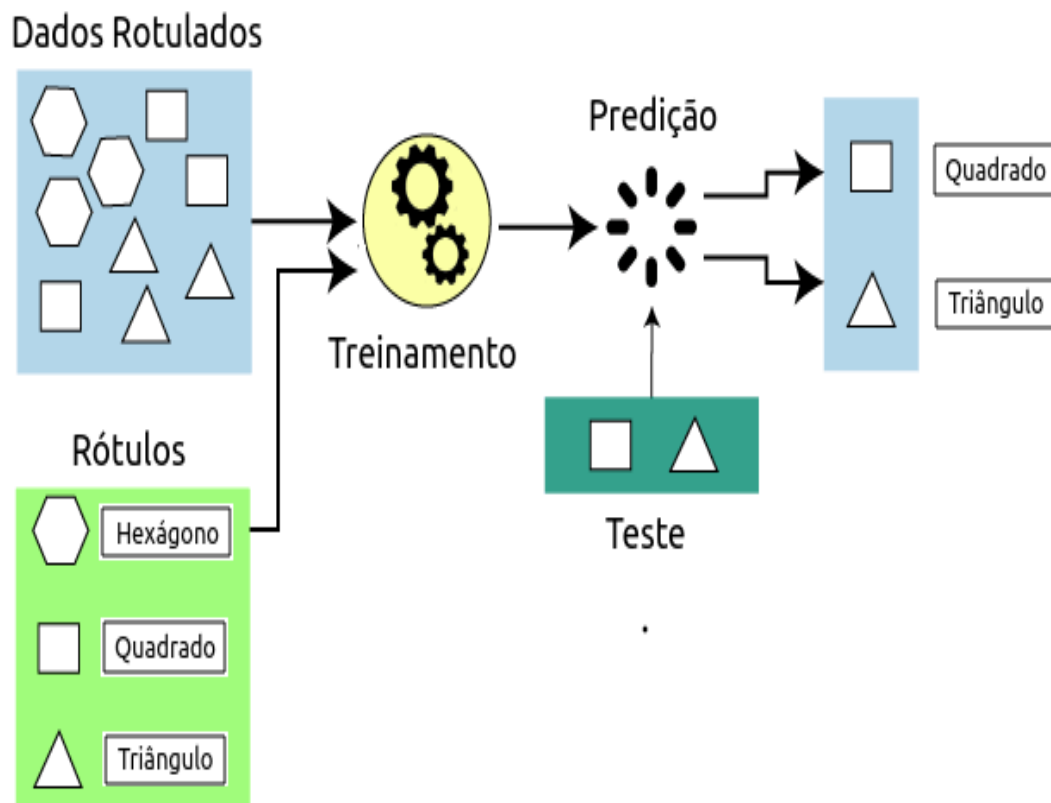 Dados Rotulados
Predição
Quadrado
Triângulo
Treinamento
Rótulos
Hexágono
Quadrado
Triângulo
Teste
.